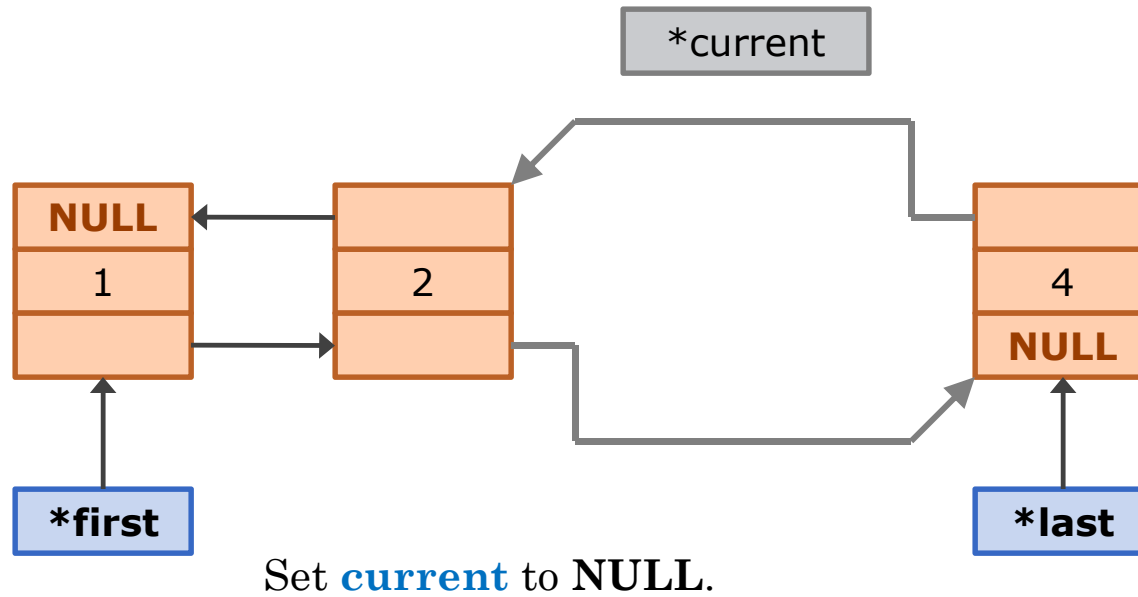 *current
NULL
1
2
4
NULL
*first
*last
Set current to NULL.